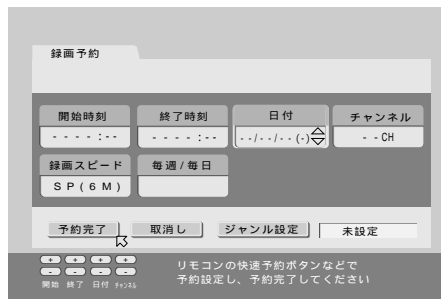 録画予約
開始時刻 終了時刻 日付 チャンネル
- - - - : - - - - - - : - - - - / - - / - - ( - ) - - CH
録画スピード 毎週/毎日
SP(6M)
予約完了 取消し ジャンル設定 未設定
+ + + +
- - - -
開始 終了 日付 チャンネル
リモコンの快速予約ボタンなどで
予約設定し、予約完了してください